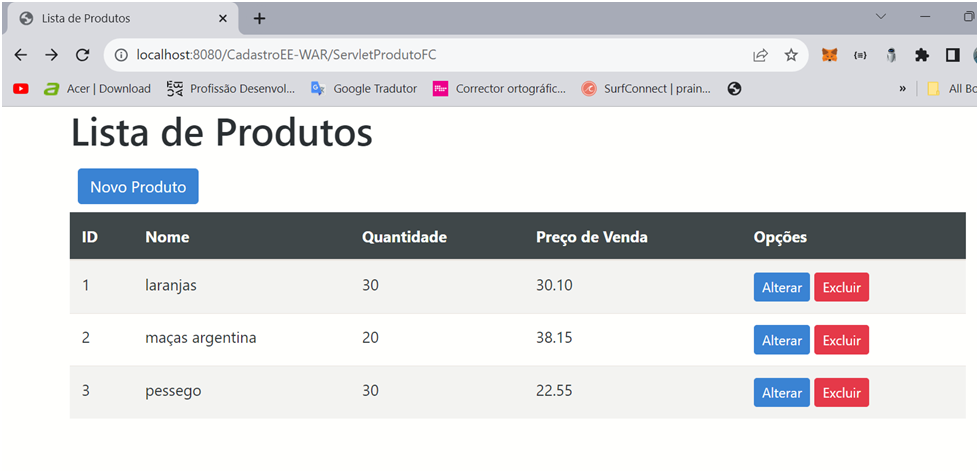 Lista de Produtos
localhost:8080/CadastroEE-WAR/ServletProdutoFC
Acer | Download Profissão Desenvol... Google Tradutor Corrector ortográfic... SurfConnect | prain... » All Bo
Lista de Produtos
Novo Produto
ID Nome Quantidade Preço de Venda Opções
1 laranjas 30 30.10 Alterar Excluir
2 maças argentina 20 38.15 Alterar Excluir
3 pessego 30 22.55 Alterar Excluir